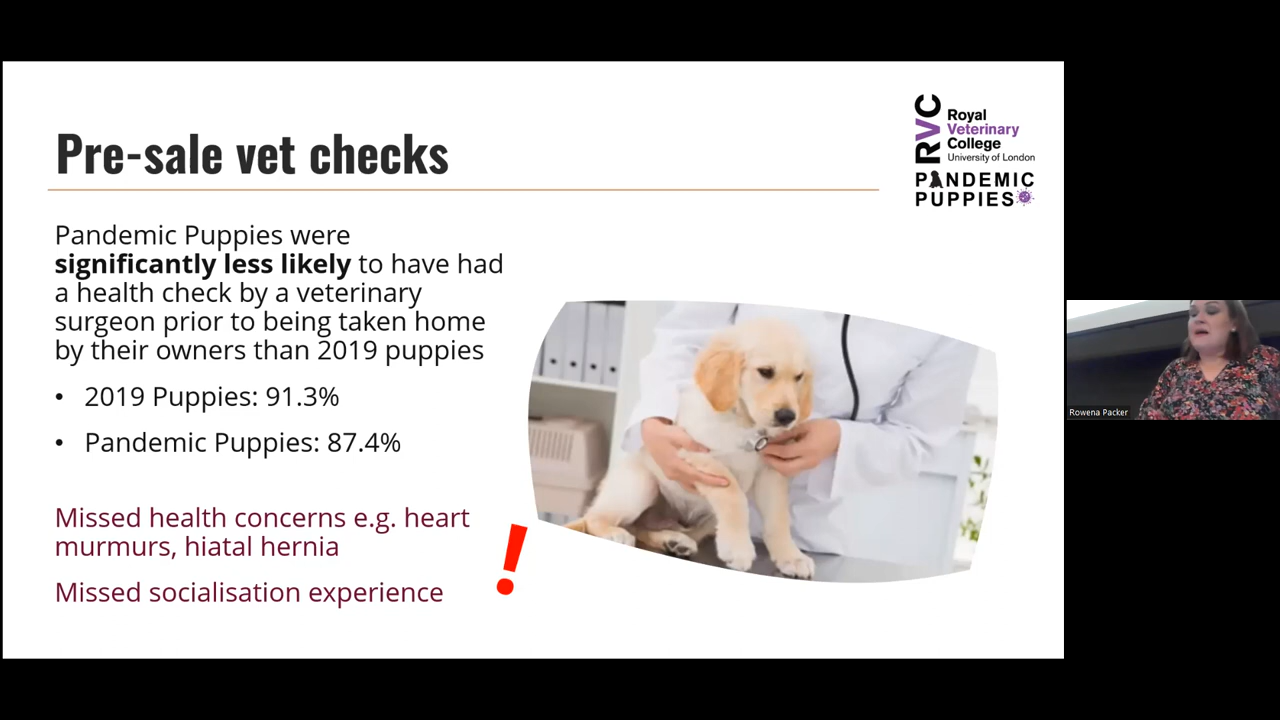 Pre-sale vet checks
RVC
Royal
Veterinary
College
University of London
PANDEMIC
PUPPIES
Pandemic Puppies were
significantly less likely to have had
a health check by a veterinary
surgeon prior to being taken home
by their owners than 2019 puppies
• 2019 Puppies: 91.3%
• Pandemic Puppies: 87.4%
Missed health concerns e.g. heart
murmurs, hiatal hernia
Missed socialisation experience
!
Rowena Packer